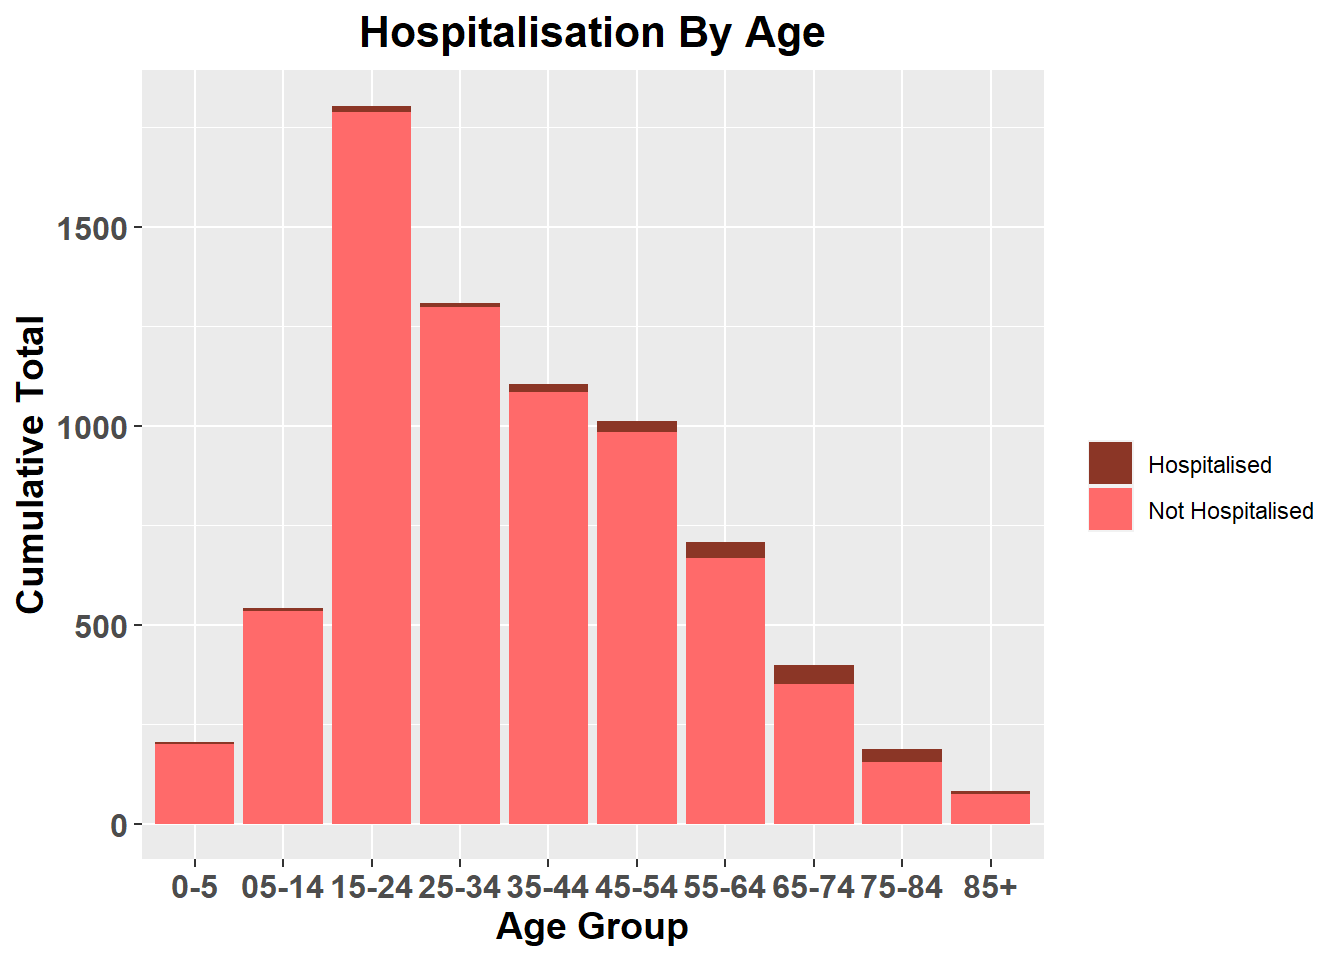 Hospitalisation By Age
Cumulative Total
1500
1000
500
0
0-5 05-14 15-24 25-34 35-44 45-54 55-64 65-74 75-84 85+
Age Group
Hospitalised
Not Hospitalised